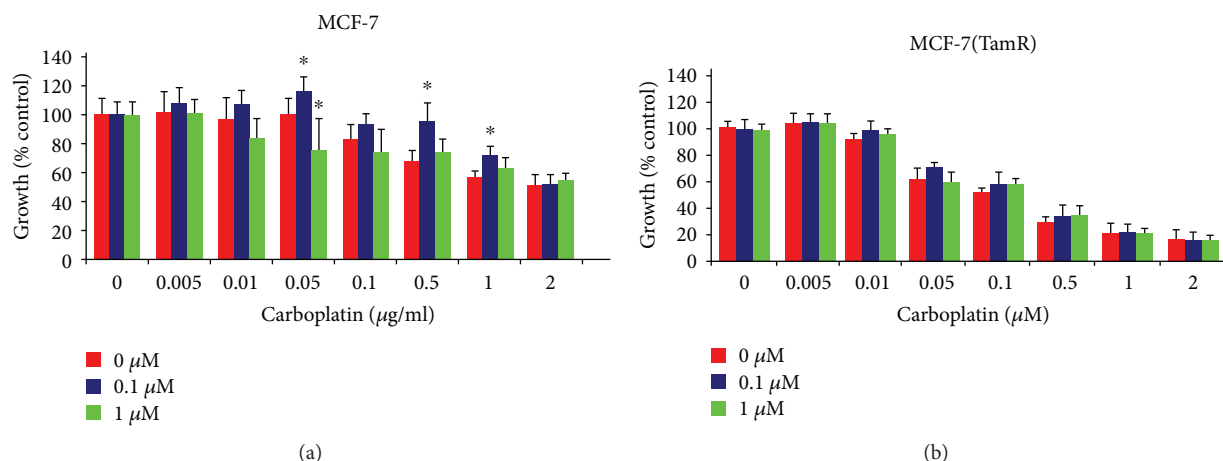 MCF-7
140
120
100
80
60
40
20
0
Growth (% control)
* * * *
0 0.005 0.01 0.05 0.1 0.5 1 2
Carboplatin (μg/ml)
0 μM
0.1 μM
1 μM
(a)
MCF-7(TamR)
140
120
100
80
60
40
20
0
Growth (% control)
0 0.005 0.01 0.05 0.1 0.5 1 2
Carboplatin (μM)
0 μM
0.1 μM
1 μM
(b)